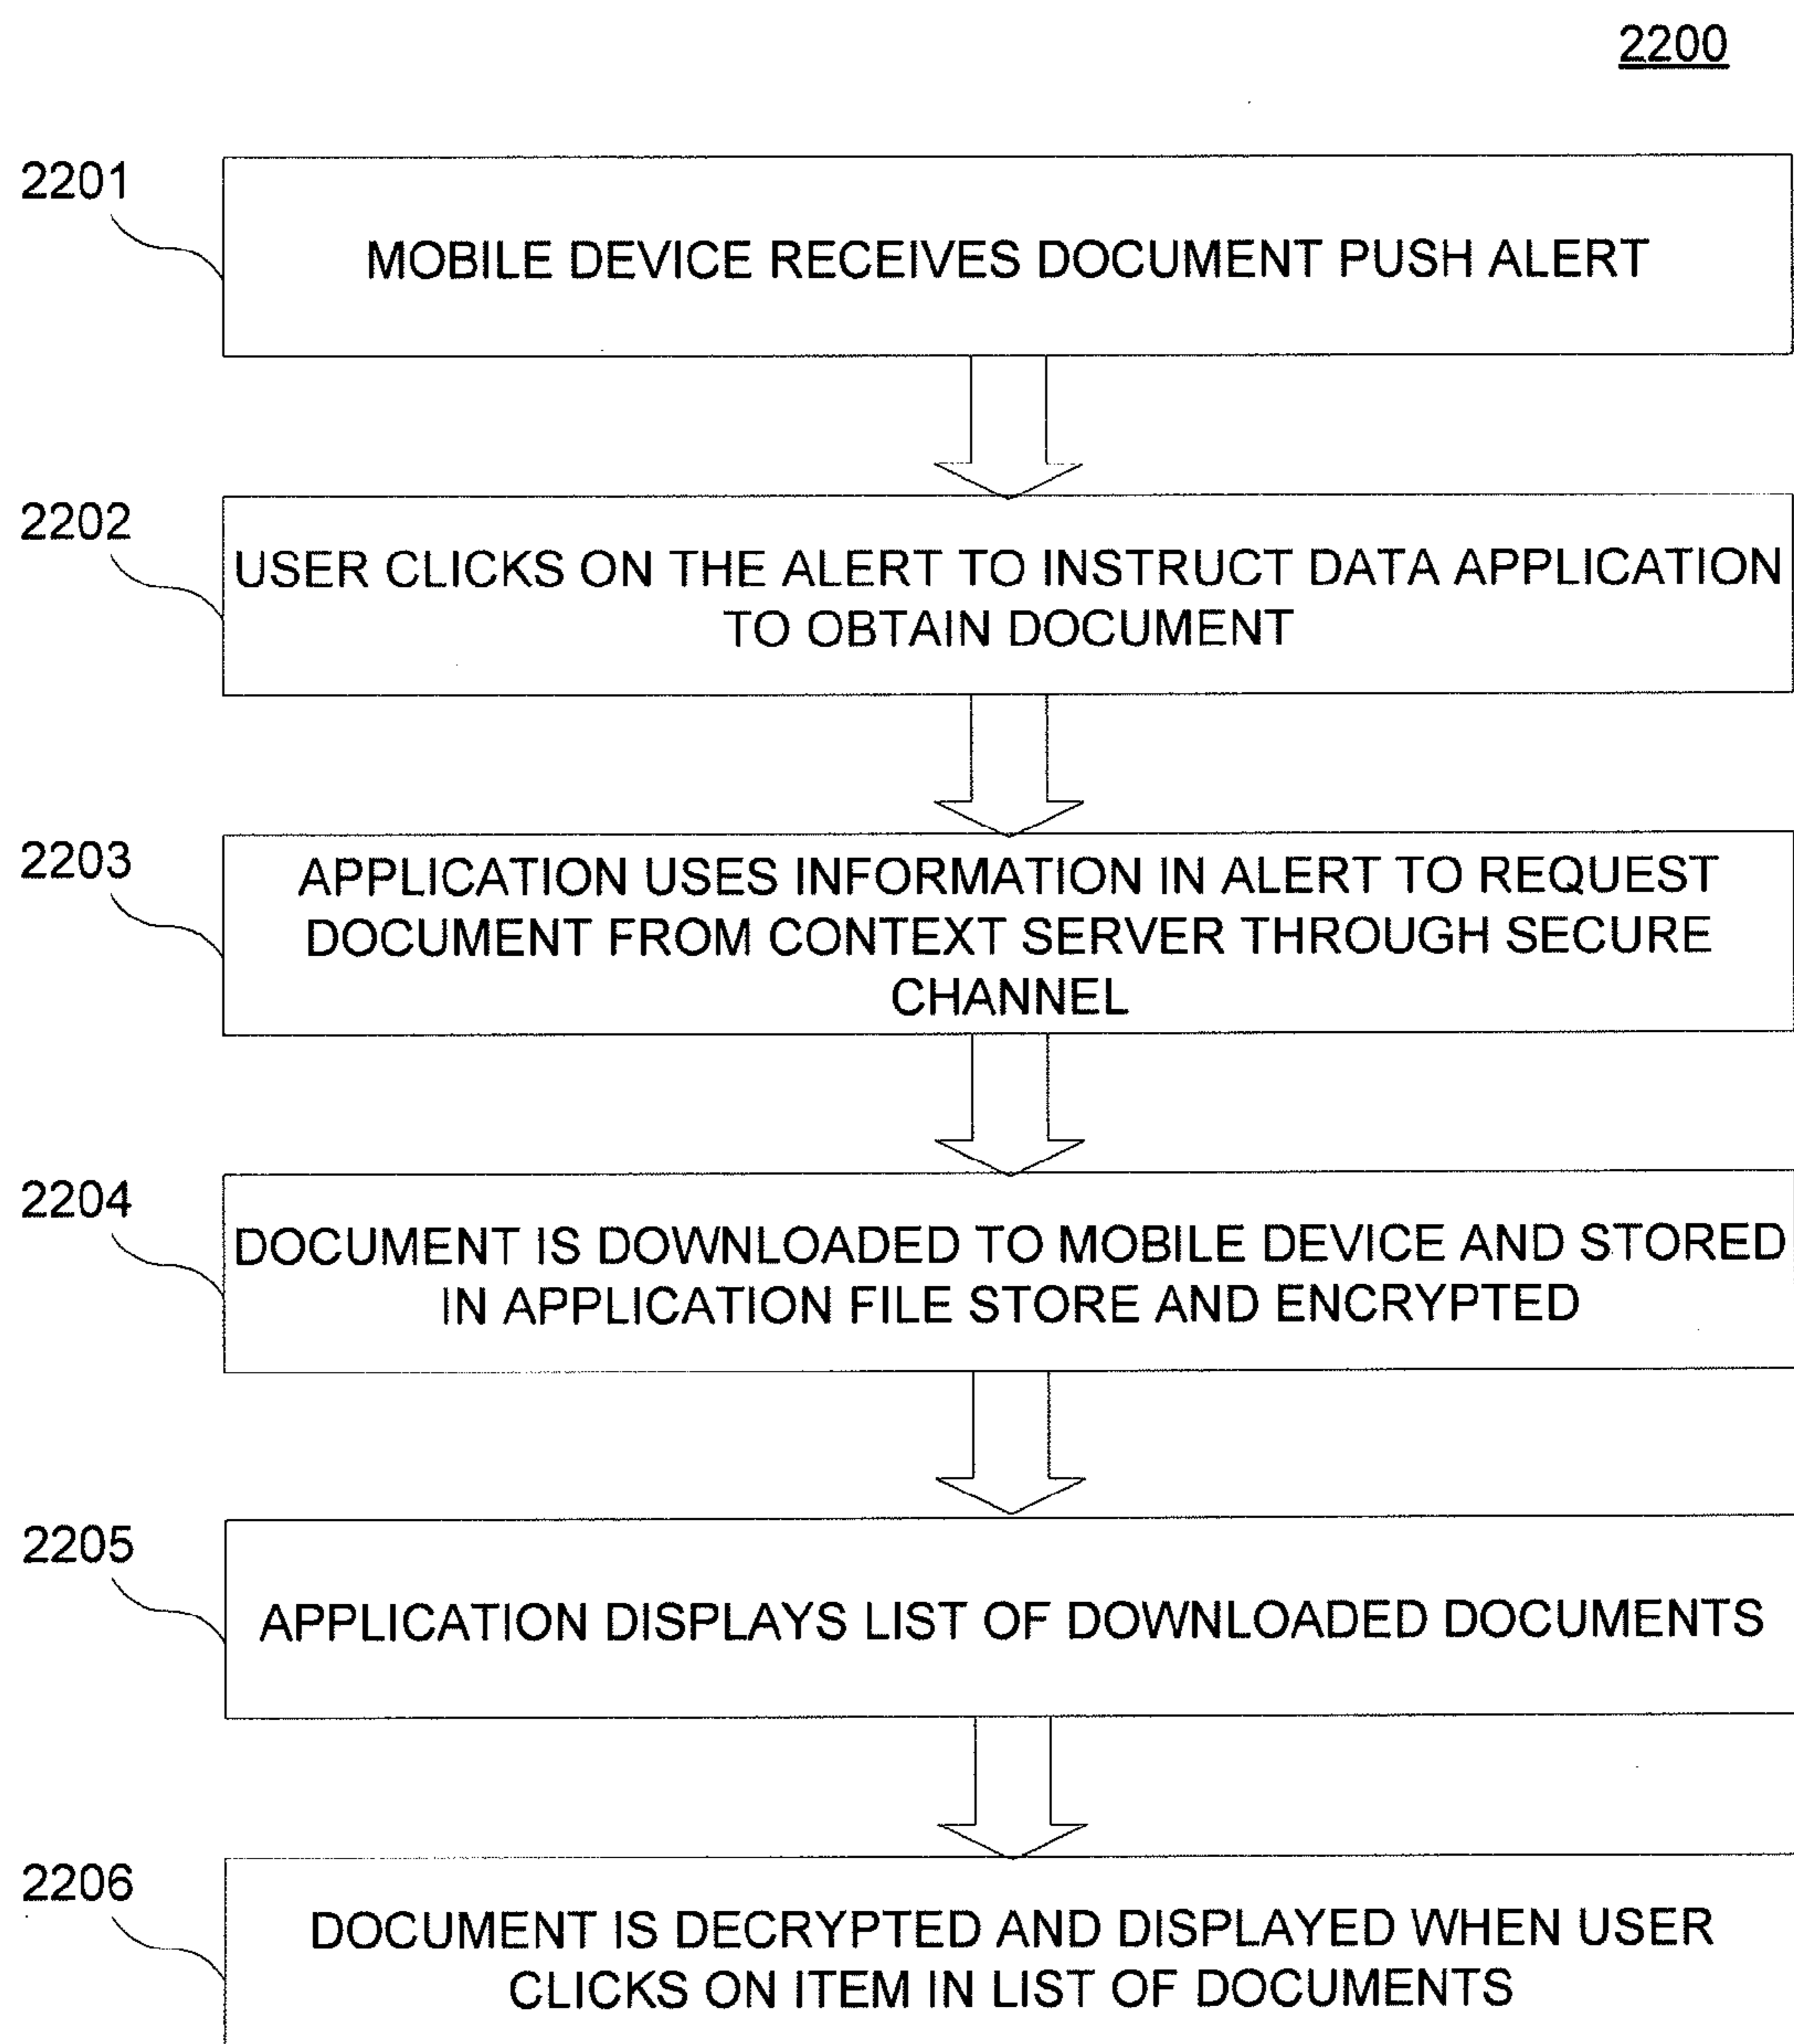 2200
2201
MOBILE DEVICE RECEIVES DOCUMENT PUSH ALERT
2202
USER CLICKS ON THE ALERT TO INSTRUCT DATA APPLICATION
TO OBTAIN DOCUMENT
2203
APPLICATION USES INFORMATION IN ALERT TO REQUEST
DOCUMENT FROM CONTEXT SERVER THROUGH SECURE
CHANNEL
2204
DOCUMENT IS DOWNLOADED TO MOBILE DEVICE AND STORED
IN APPLICATION FILE STORE AND ENCRYPTED
2205
APPLICATION DISPLAYS LIST OF DOWNLOADED DOCUMENTS
2206
DOCUMENT IS DECRYPTED AND DISPLAYED WHEN USER
CLICKS ON ITEM IN LIST OF DOCUMENTS